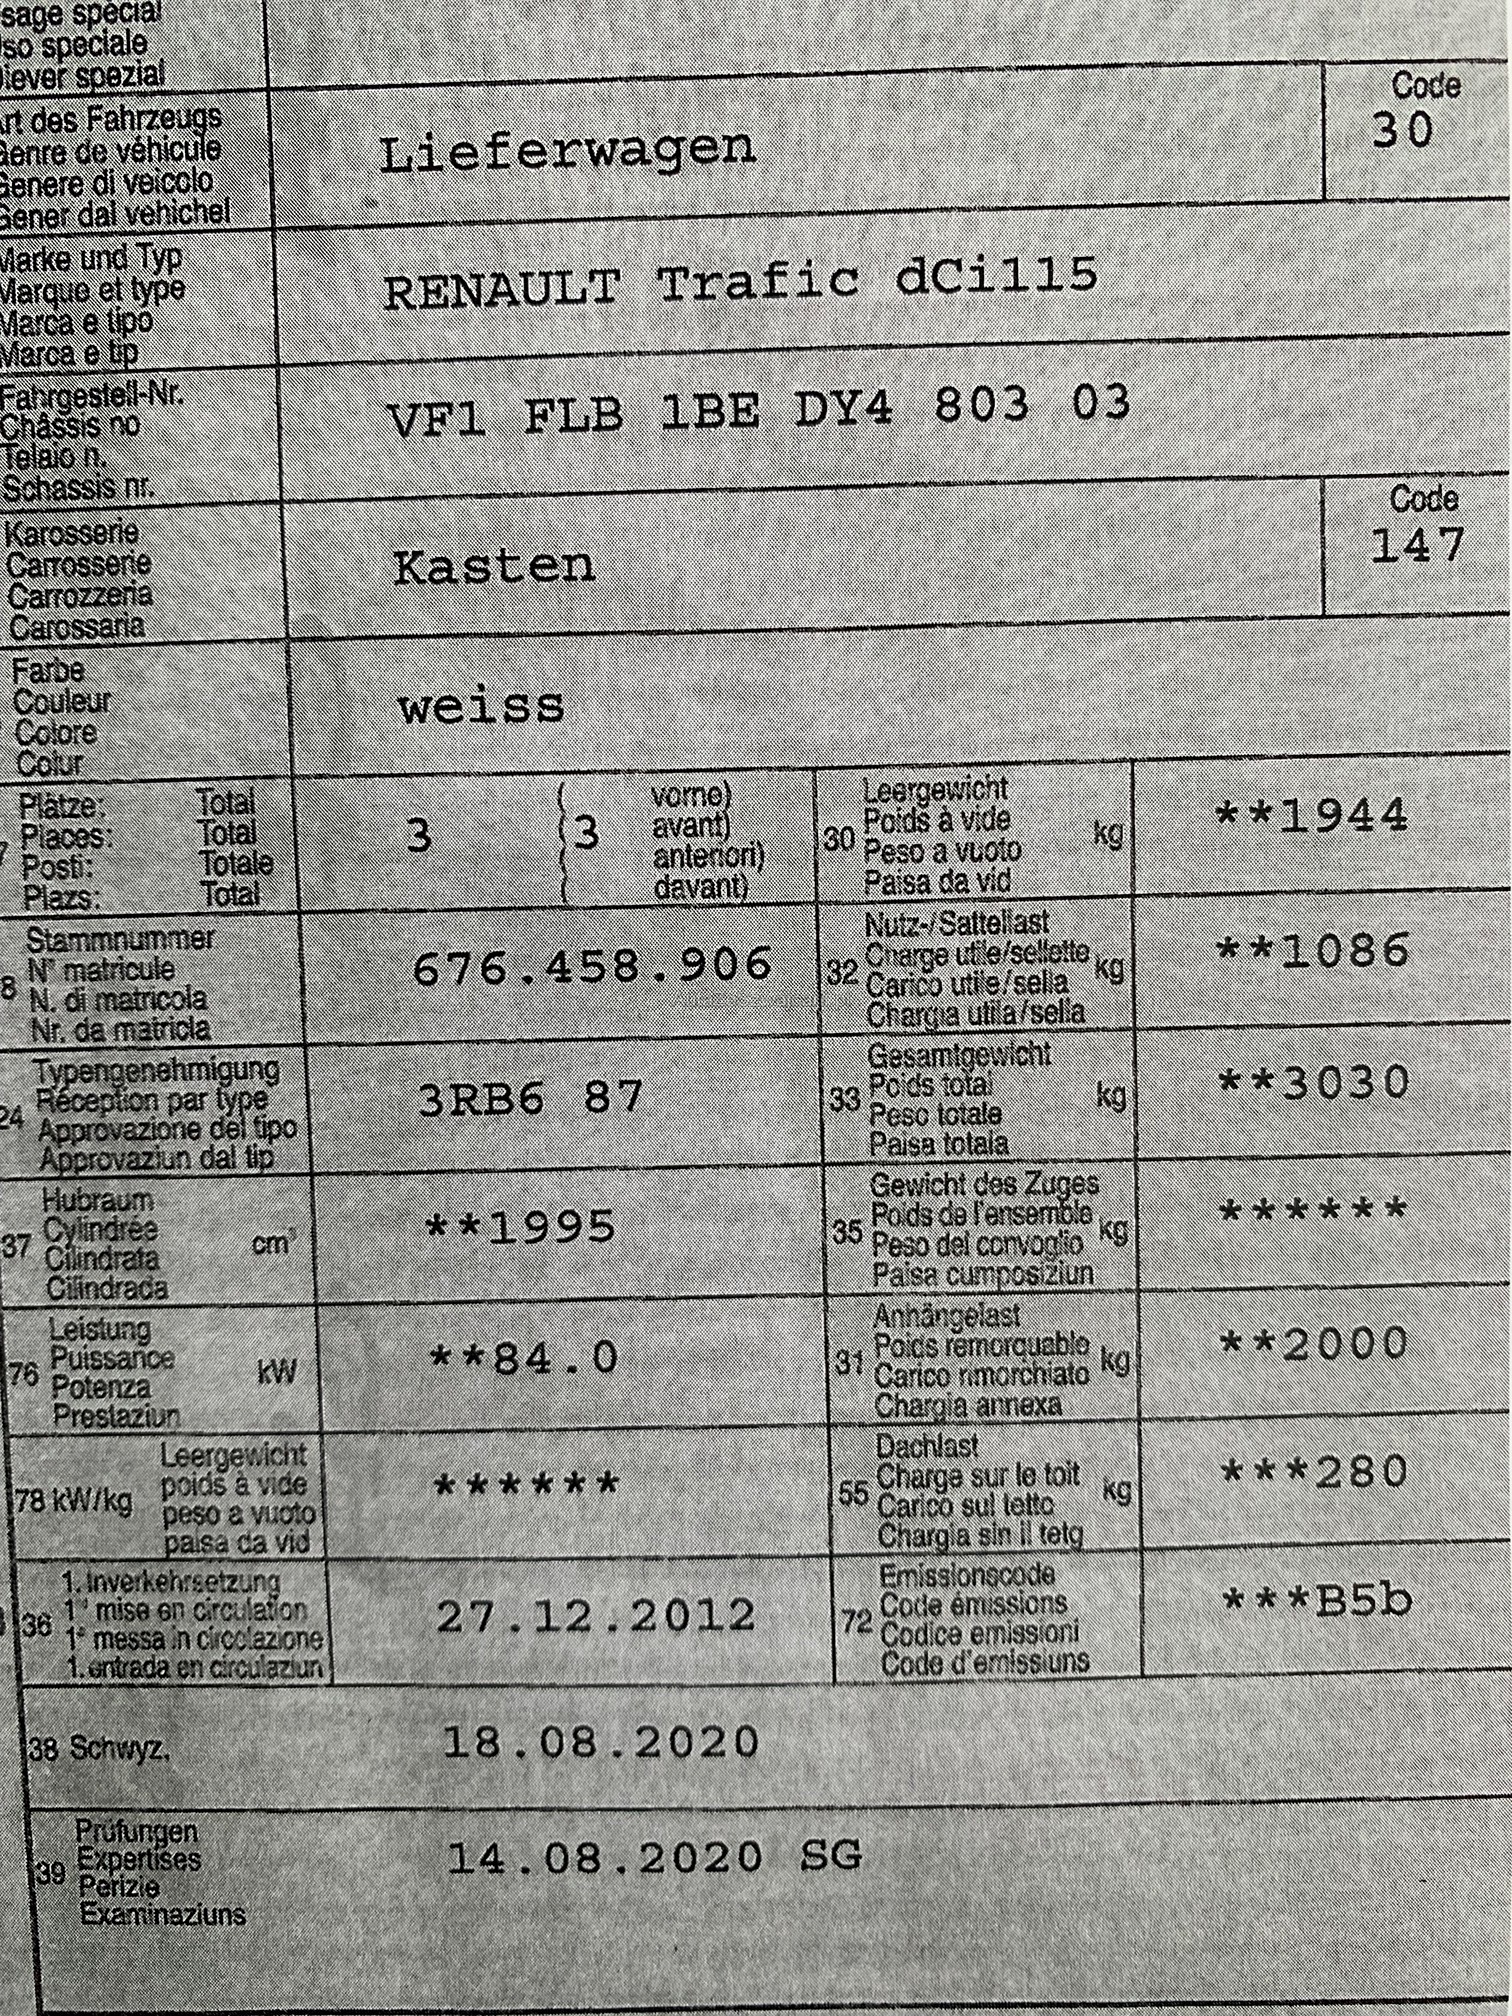 sage spécial
so speciale
iever spezial
Art des Fahrzeugs
Genre de véhicule
Genere di veicolo
Gener dal vehichel
Lieferwagen
Code
30
Marke und Typ
Marque et type
Marca e tipo
Marca e tip
RENAULT Trafic dCi115
Fahrgestell-Nr.
Châssis no
Telaio n.
Schassis nr.
VF1 FLB 1BE DY4 803 03
Karosserie
Carrosserie
Carrozzeria
Carossaria
Kasten
Code
147
Farbe
Couleur
Colore
Colur
weiss
7
Plätze: Total
Places: Total
Posti: Totale
Plazs: Total
3 {3
vorne)
avant)
anteriori)
davant)
30
Leergewicht
Poids à vide
Peso a vuoto
Paisa da vid
kg
**1944
8
Stammnummer
N° matricule
N. di matricola
Nr. da matricla
676.458.906
32
Nutz-/Sattellast
Charge utile/sellette
Carico utile/sella
Chargia utila/sella
kg
**1086
24
Typengenehmigung
Réception par type
Approvazione del tipo
Approvaziun dal tip
3RB6 87
33
Gesamtgewicht
Poids total
Peso totale
Paisa totala
kg
**3030
37
Hubraum
Cylindrée
Cilindrata
Cilindrada
cm³
**1995
35
Gewicht des Zuges
Poids de l'ensemble
Peso del convoglio
Paisa cumposiziun
kg
******
76
Leistung
Puissance
Potenza
Prestaziun
kW
**84.0
31
Anhängelast
Poids remorquable
Carico rimorchiato
Chargia annexa
kg
**2000
78 kW/kg
Leergewicht
poids à vide
peso a vuoto
paisa da vid
******
55
Dachlast
Charge sur le toit
Carico sul tetto
Chargia sin il tetg
kg
***280
36
1. Inverkehrsetzung
1ʳᵉ mise en circulation
1ª messa in circolazione
1. entrada en circulaziun
27.12.2012
72
Emissionscode
Code émissions
Codice emissioni
Code d'emissiuns
***B5b
38 Schwyz,
18.08.2020
39
Prüfungen
Expertises
Perizie
Examinaziuns
14.08.2020 SG